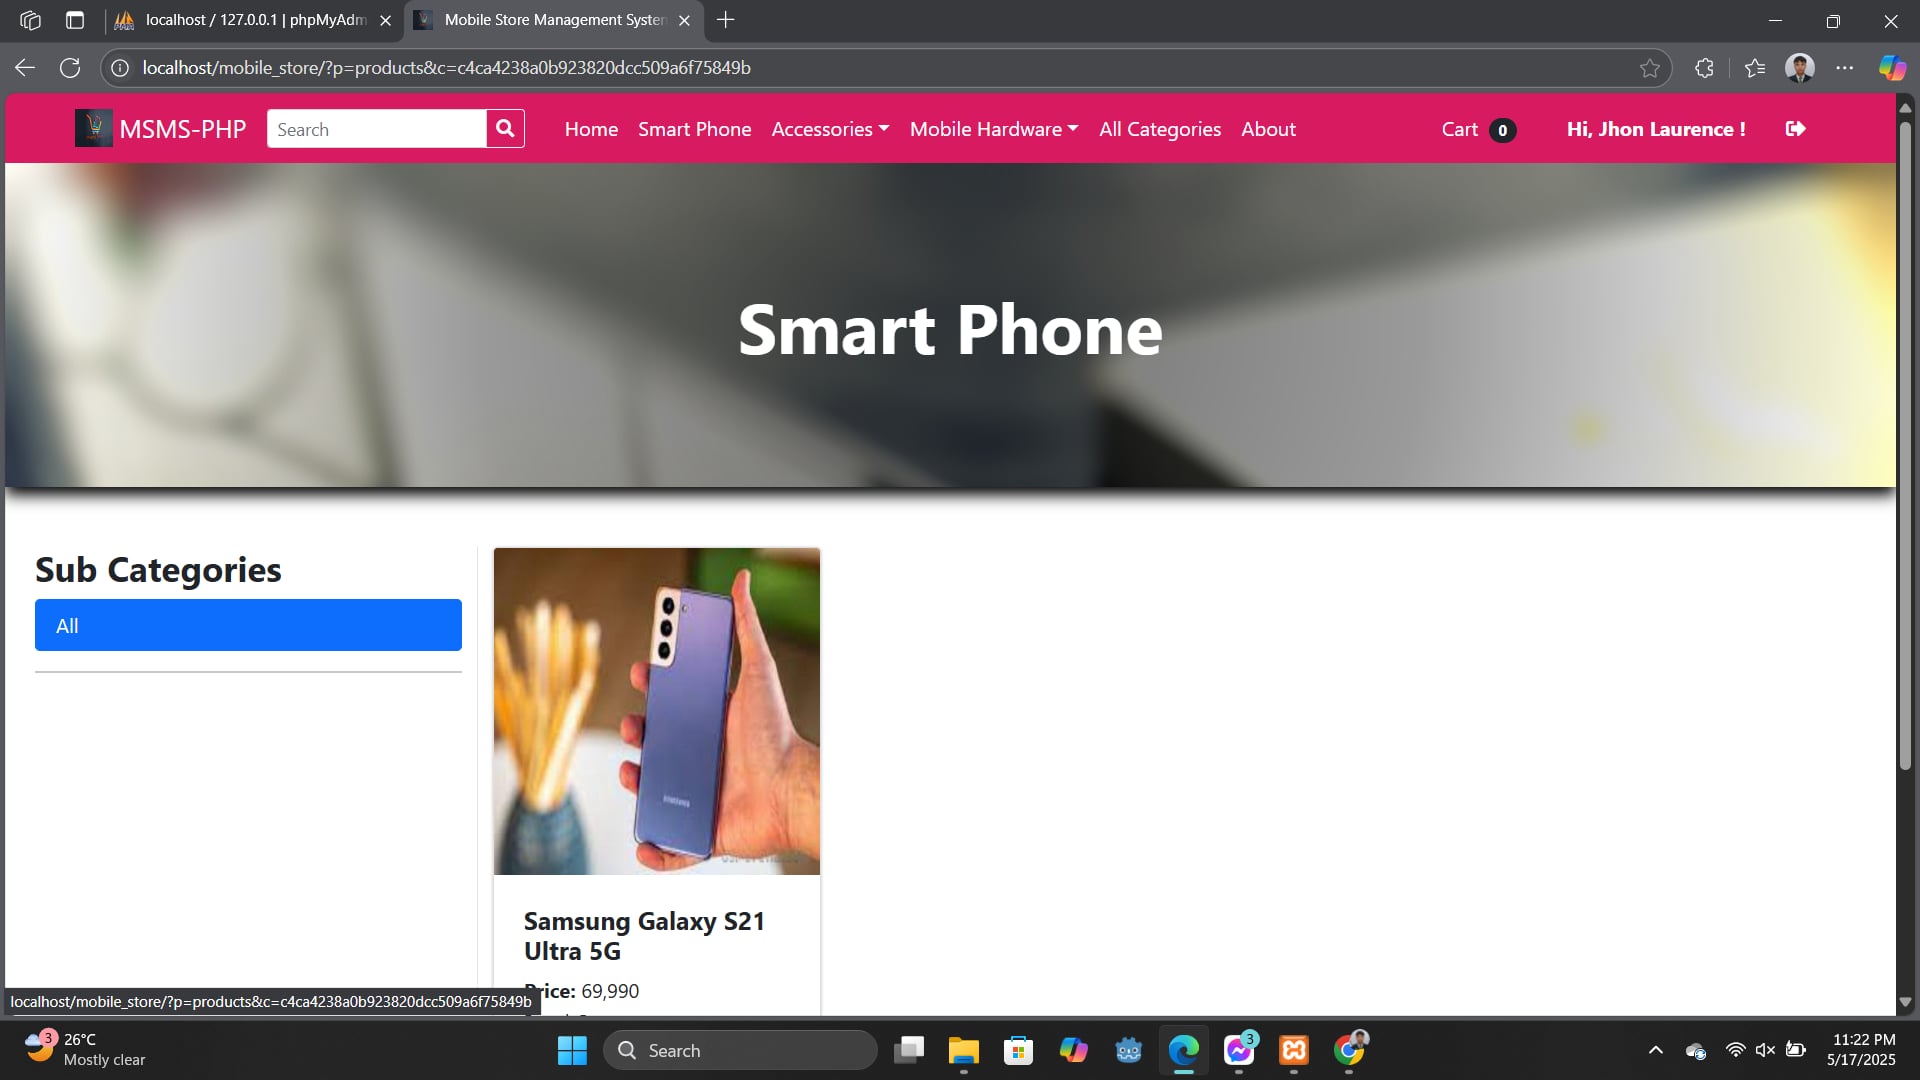 localhost / 127.0.0.1 | phpMyAdm
Mobile Store Management System
localhost/mobile_store/?p=products&c=c4ca4238a0b923820dcc509a6f75849b
MSMS-PHP
Search
Home
Smart Phone
Accessories
Mobile Hardware
All Categories
About
Cart 0
Hi, Jhon Laurence !
Smart Phone
Sub Categories
All
SAMSUNG
Samsung Galaxy S21
Ultra 5G
Price: 69,990
localhost/mobile_store/?p=products&c=c4ca4238a0b923820dcc509a6f75849b
3
26°C
Mostly clear
Search
3
11:22 PM
5/17/2025